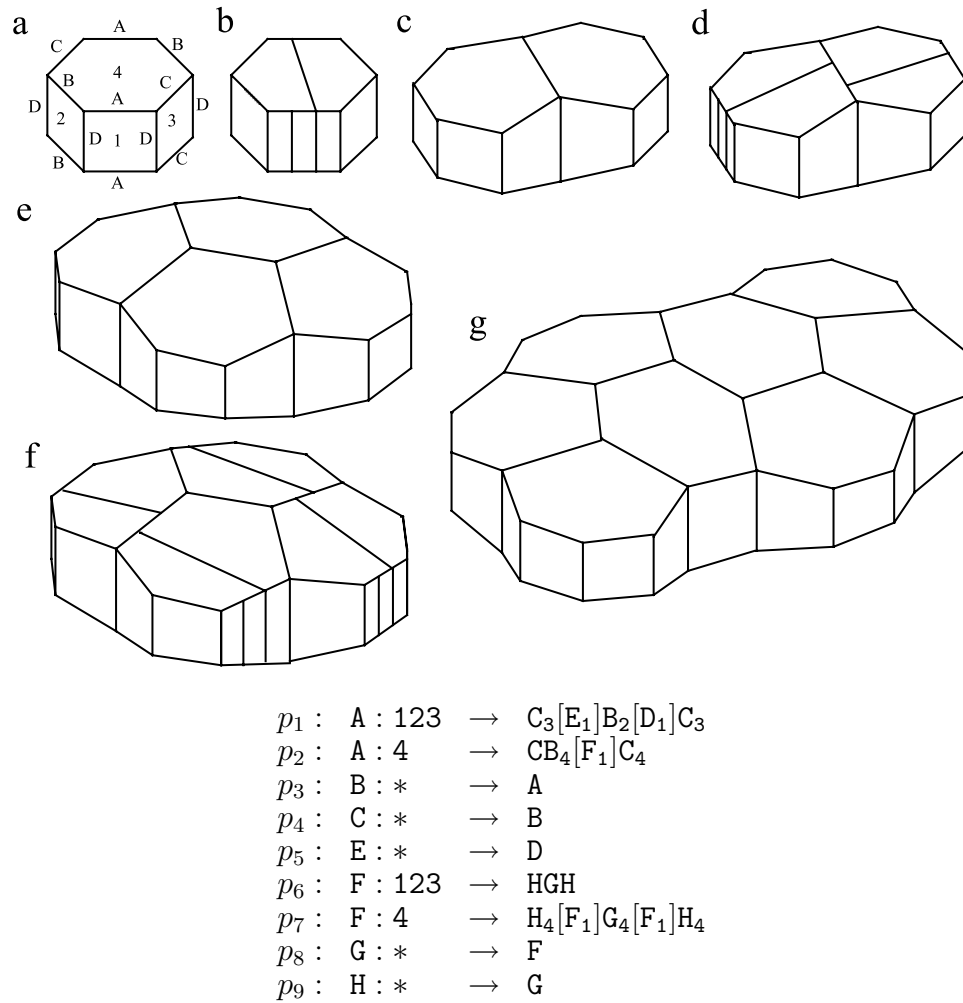 a b c d
A
C B
4
B C
A
D D
2 3
D 1 D
B C
A
e
g
f
p₁ : A : 123 → C₃[E₁]B₂[D₁]C₃
p₂ : A : 4 → CB₄[F₁]C₄
p₃ : B : * → A
p₄ : C : * → B
p₅ : E : * → D
p₆ : F : 123 → HGH
p₇ : F : 4 → H₄[F₁]G₄[F₁]H₄
p₈ : G : * → F
p₉ : H : * → G